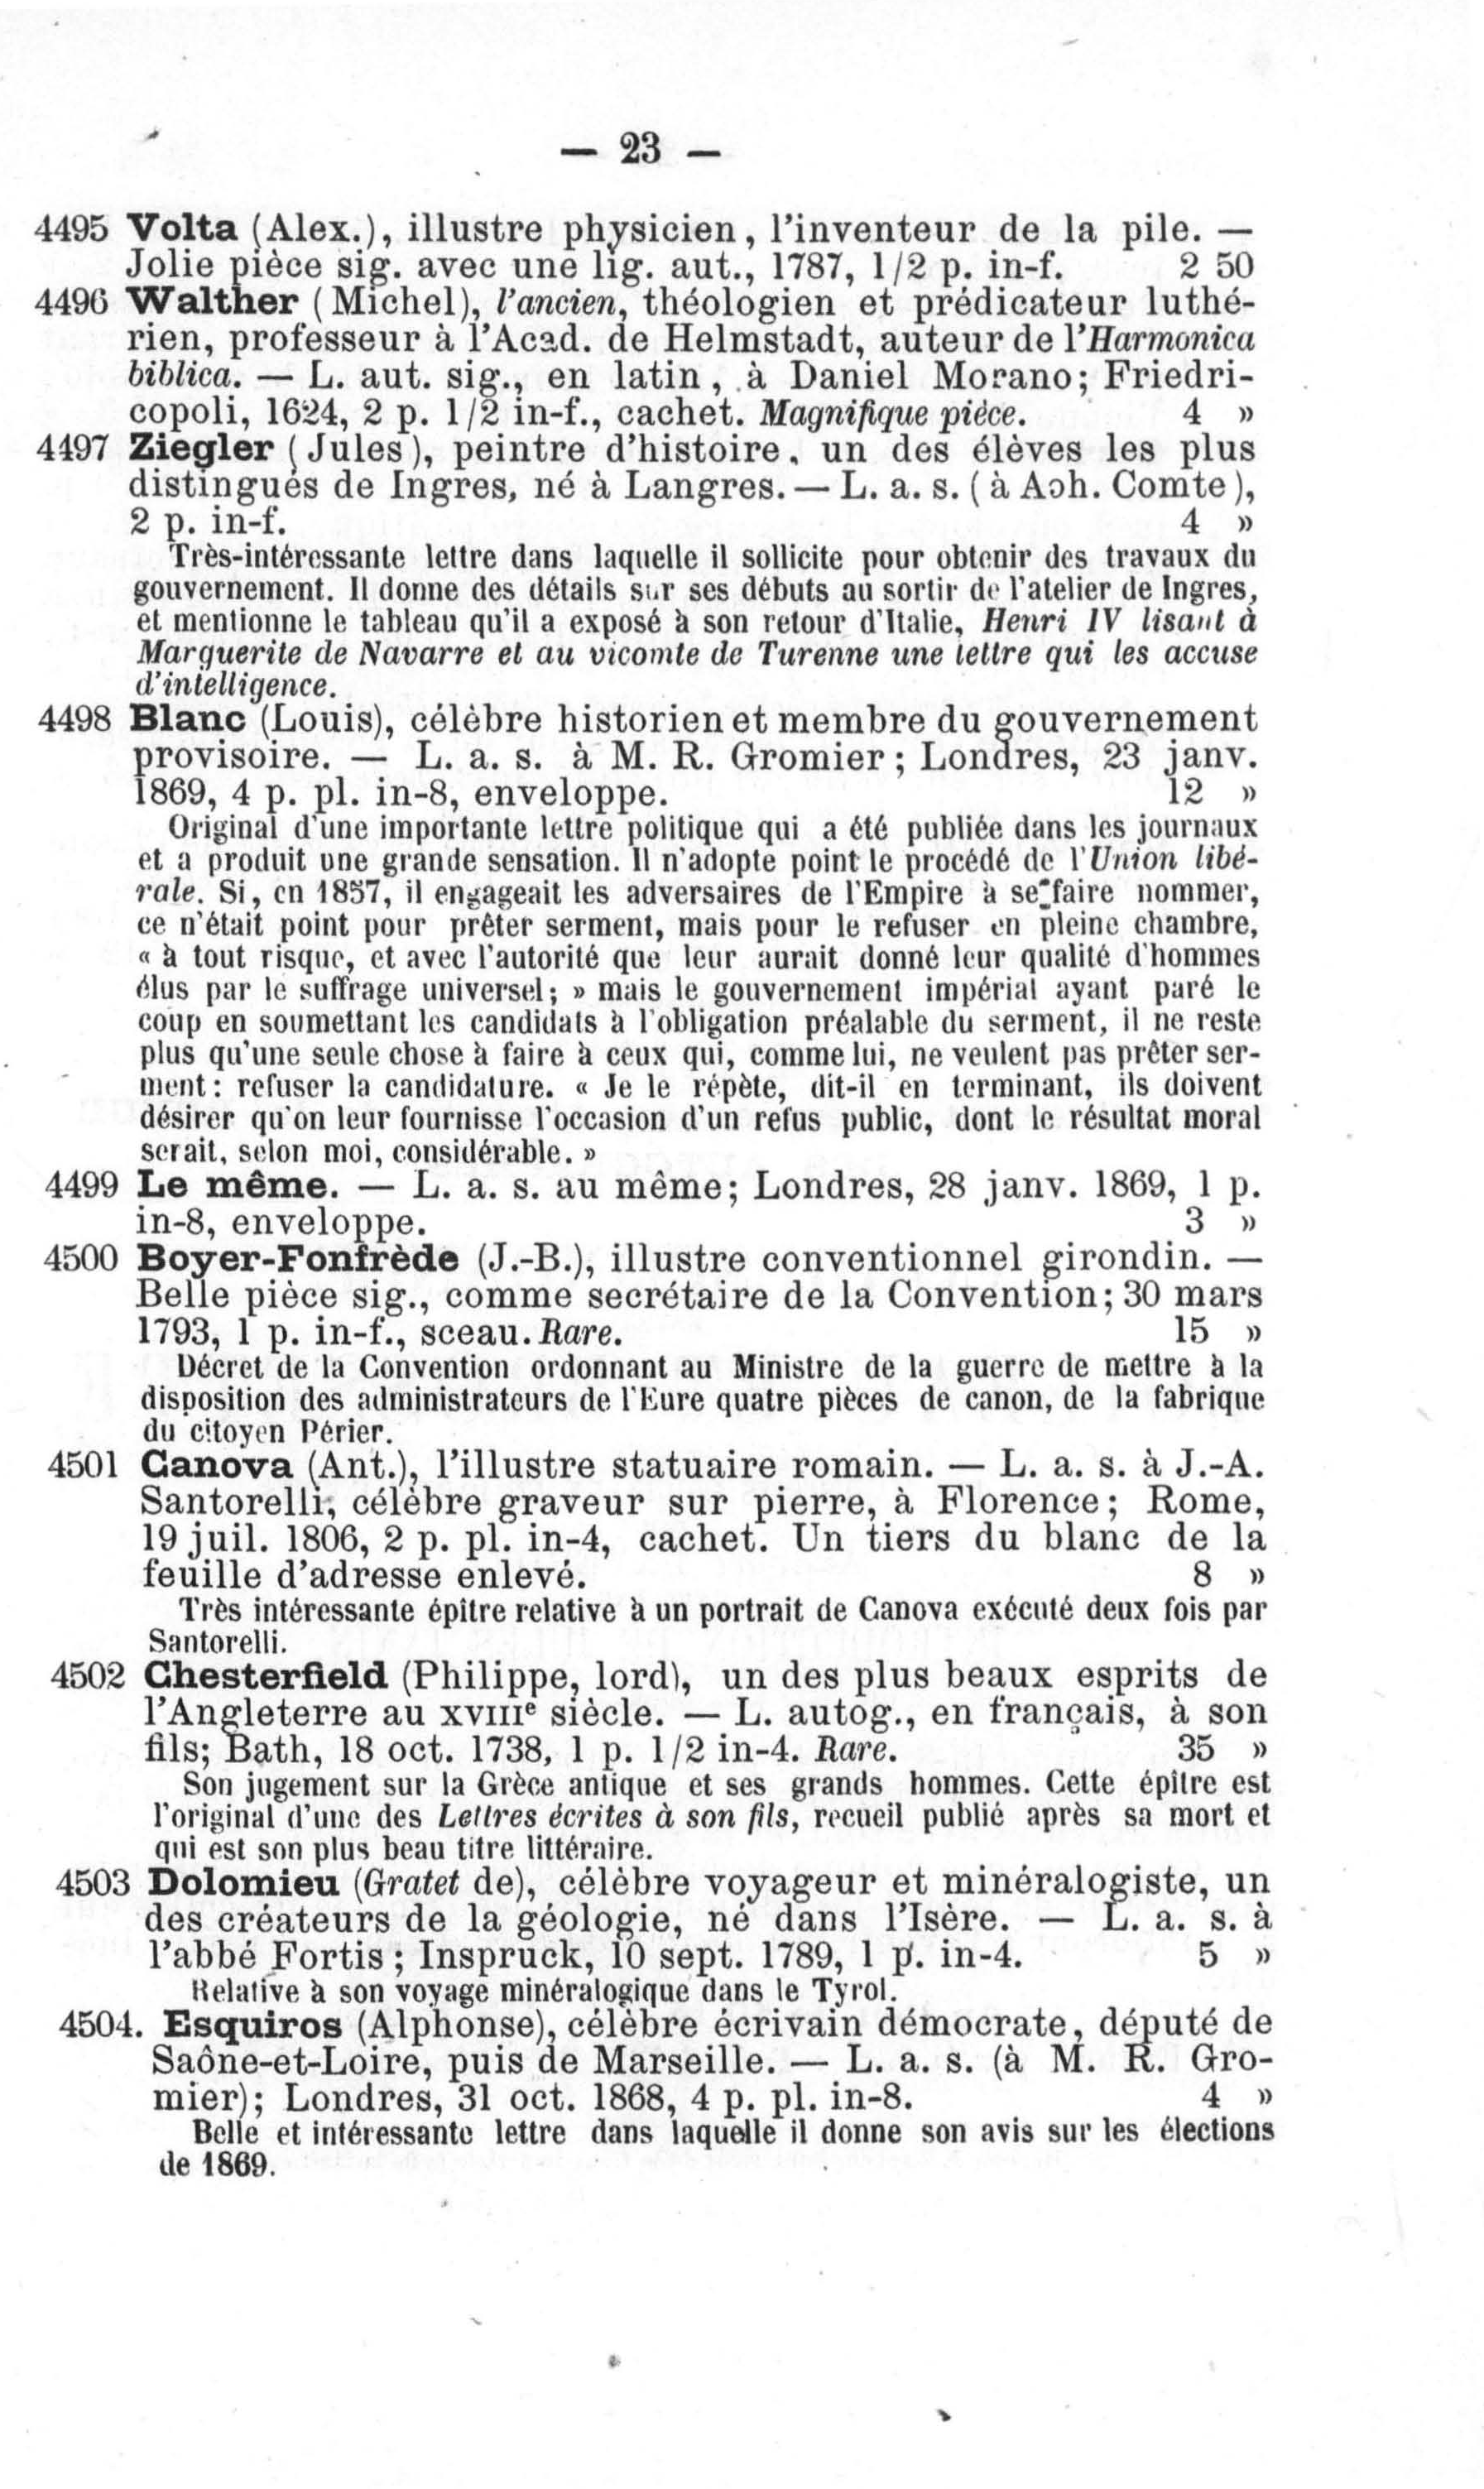 — 23 —
4495 Volta (Alex.), illustre physicien, l'inventeur de la pile. —
Jolie pièce sig. avec une lig. aut., 1787, 1/2 p. in-f. 2 50
4496 Walther (Michel), l'ancien, théologien et prédicateur luthé-
rien, professeur à l'Acad. de Helmstadt, auteur de l'Harmonica
biblica. — L. aut. sig., en latin, à Daniel Morano; Friedri-
copoli, 1624, 2 p. 1/2 in-f., cachet. Magnifique pièce. 4 »
4497 Ziegler (Jules), peintre d'histoire, un des élèves les plus
distingués de Ingres, né à Langres. — L. a. s. (à Ach. Comte),
2 p. in-f. 4 »
Très-intéressante lettre dans laquelle il sollicite pour obtenir des travaux du
gouvernement. Il donne des détails sur ses débuts au sortir de l'atelier de Ingres,
et mentionne le tableau qu'il a exposé à son retour d'Italie, Henri IV lisant à
Marguerite de Navarre et au vicomte de Turenne une lettre qui les accuse
d'intelligence.
4498 Blanc (Louis), célèbre historien et membre du gouvernement
provisoire. — L. a. s. à M. R. Gromier; Londres, 23 janv.
1869, 4 p. pl. in-8, enveloppe. 12 »
Original d'une importante lettre politique qui a été publiée dans les journaux
et a produit une grande sensation. Il n'adopte point le procédé de l'Union libé-
rale. Si, en 1857, il engageait les adversaires de l'Empire à se faire nommer,
ce n'était point pour prêter serment, mais pour le refuser en pleine chambre,
« à tout risque, et avec l'autorité que leur aurait donné leur qualité d'hommes
élus par le suffrage universel; » mais le gouvernement impérial ayant paré le
coup en soumettant les candidats à l'obligation préalable du serment, il ne reste
plus qu'une seule chose à faire à ceux qui, comme lui, ne veulent pas prêter ser-
ment: refuser la candidature. « Je le répète, dit-il en terminant, ils doivent
désirer qu'on leur fournisse l'occasion d'un refus public, dont le résultat moral
serait, selon moi, considérable. »
4499 Le même. — L. a. s. au même; Londres, 28 janv. 1869, 1 p.
in-8, enveloppe. 3 »
4500 Boyer-Fonfrède (J.-B.), illustre conventionnel girondin. —
Belle pièce sig., comme secrétaire de la Convention; 30 mars
1793, 1 p. in-f., sceau. Rare. 15 »
Décret de la Convention ordonnant au Ministre de la guerre de mettre à la
disposition des administrateurs de l'Eure quatre pièces de canon, de la fabrique
du citoyen Périer.
4501 Canova (Ant.), l'illustre statuaire romain. — L. a. s. à J.-A.
Santorelli, célèbre graveur sur pierre, à Florence; Rome,
19 juil. 1806, 2 p. pl. in-4, cachet. Un tiers du blanc de la
feuille d'adresse enlevé. 8 »
Très intéressante épître relative à un portrait de Canova exécuté deux fois par
Santorelli.
4502 Chesterfield (Philippe, lord), un des plus beaux esprits de
l'Angleterre au XVIIIe siècle. — L. autog., en français, à son
fils; Bath, 18 oct. 1738, 1 p. 1/2 in-4. Rare. 35 »
Son jugement sur la Grèce antique et ses grands hommes. Cette épître est
l'original d'une des Lettres écrites à son fils, recueil publié après sa mort et
qui est son plus beau titre littéraire.
4503 Dolomieu (Gratet de), célèbre voyageur et minéralogiste, un
des créateurs de la géologie, né dans l'Isère. — L. a. s. à
l'abbé Fortis; Inspruck, 10 sept. 1789, 1 p. in-4. 5 »
Relative à son voyage minéralogique dans le Tyrol.
4504. Esquiros (Alphonse), célèbre écrivain démocrate, député de
Saône-et-Loire, puis de Marseille. — L. a. s. (à M. R. Gro-
mier); Londres, 31 oct. 1868, 4 p. pl. in-8. 4 »
Belle et intéressante lettre dans laquelle il donne son avis sur les élections
de 1869.